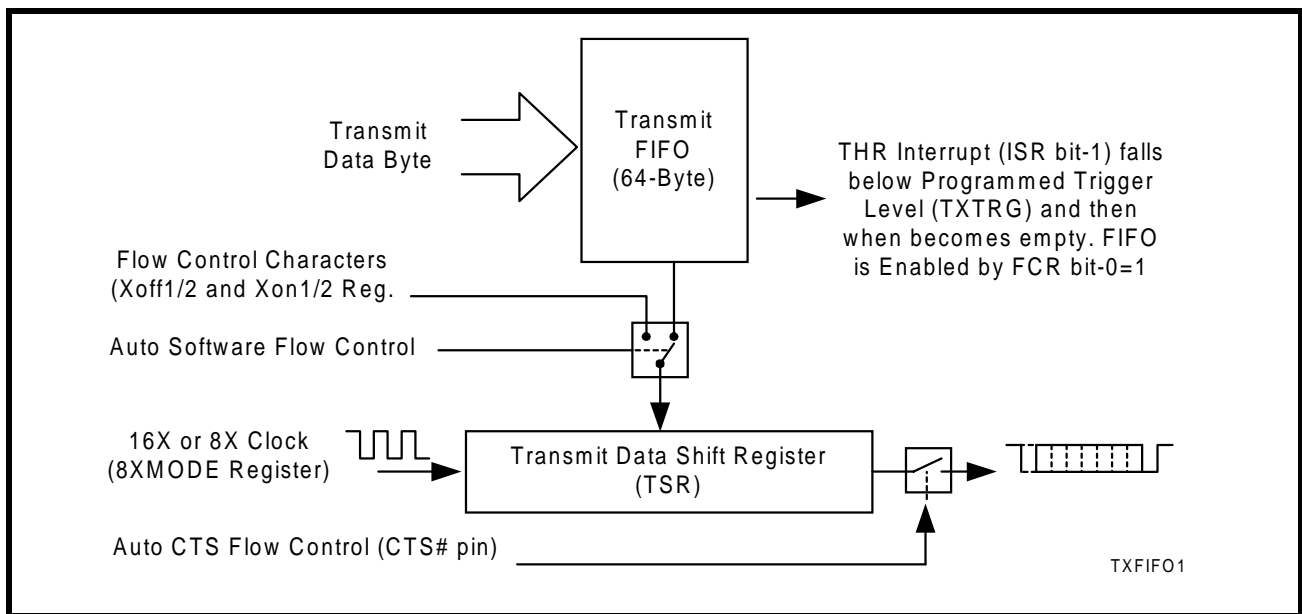 Transmit
Data Byte
Transmit
FIFO
(64-Byte)
THR Interrupt (ISR bit-1) falls
below Programmed Trigger
Level (TXTRG) and then
when becomes empty. FIFO
is Enabled by FCR bit-0=1
Flow Control Characters
(Xoff1/2 and Xon1/2 Reg.
Auto Software Flow Control
16X or 8X Clock
(8XMODE Register)
Transmit Data Shift Register
(TSR)
Auto CTS Flow Control (CTS# pin)
TXFIFO1